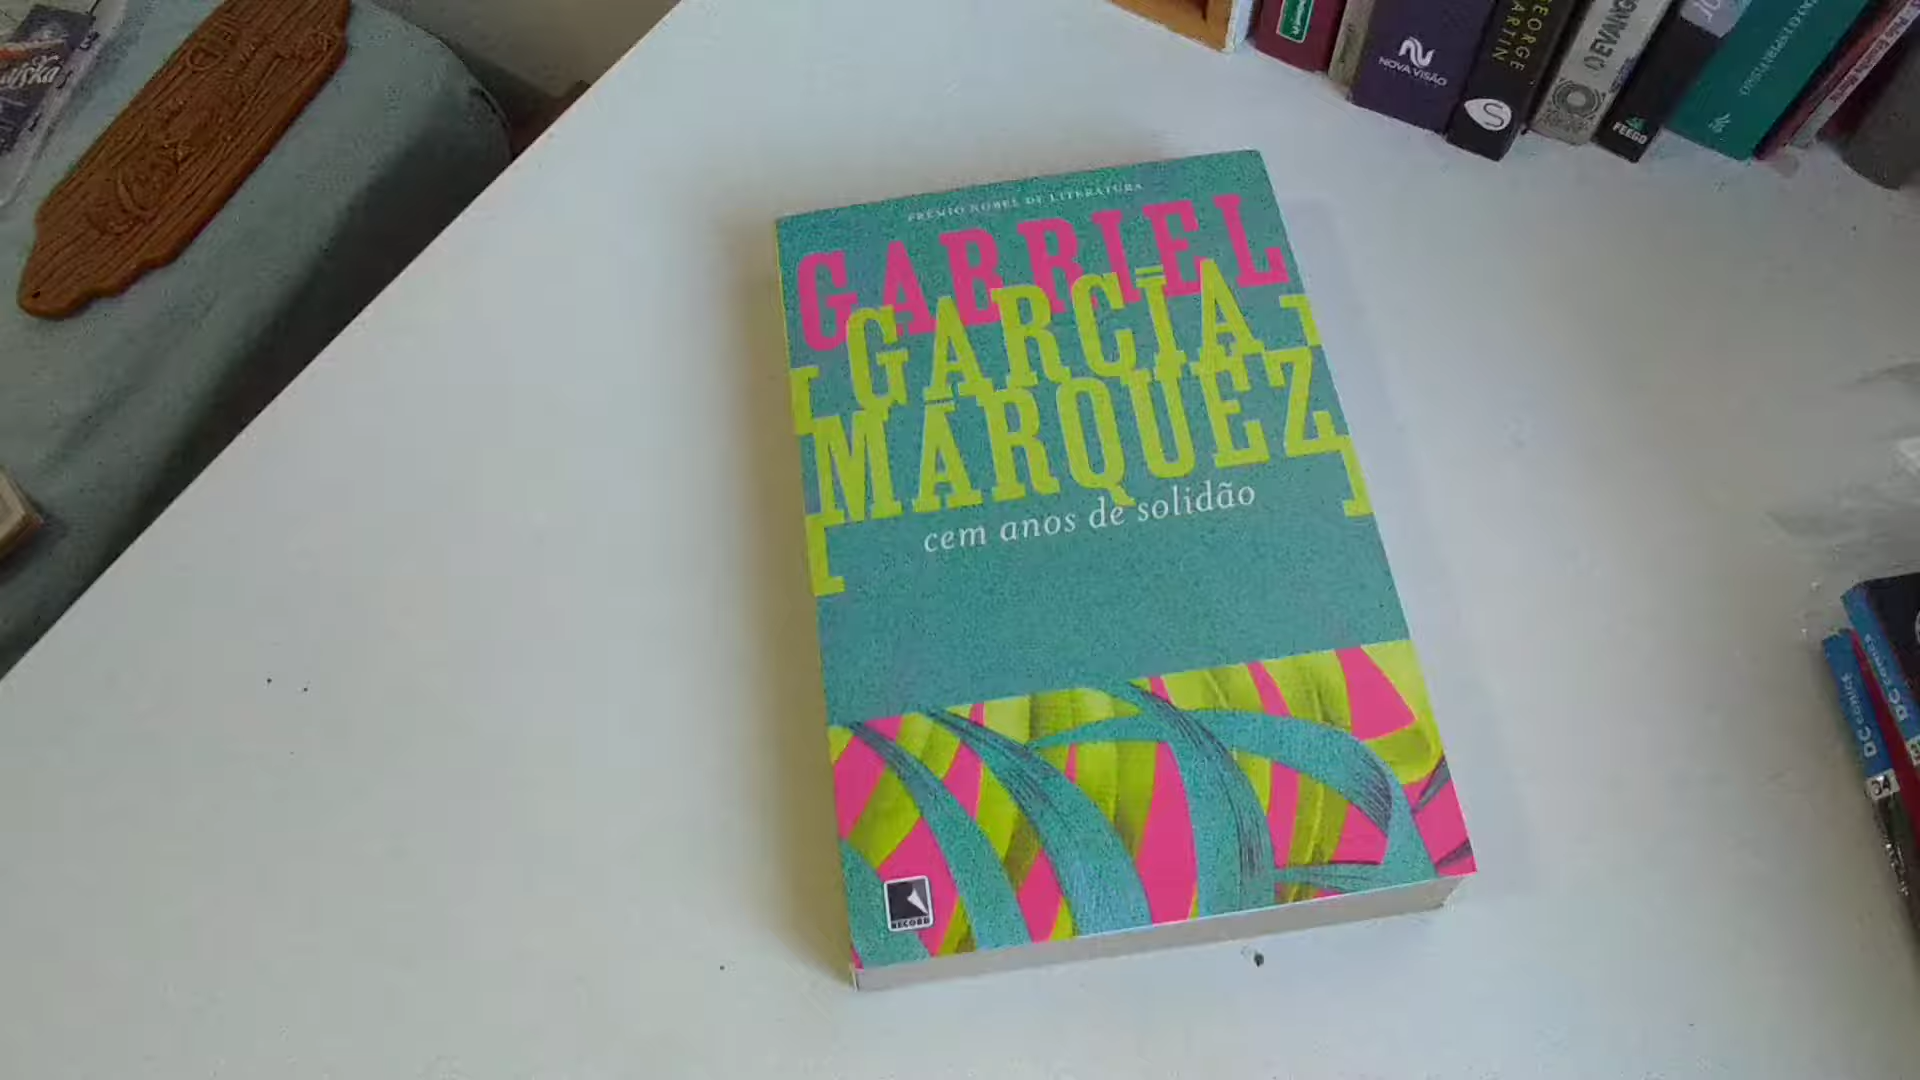 PRÊMIO NOBEL DE LITERATURA
GABRIEL
GARCÍA
MÁRQUEZ
cem anos de solidão
RECORD
NOVA VISÃO
GEORGE
S
FEEGO
DC COMICS
DC COMICS
34